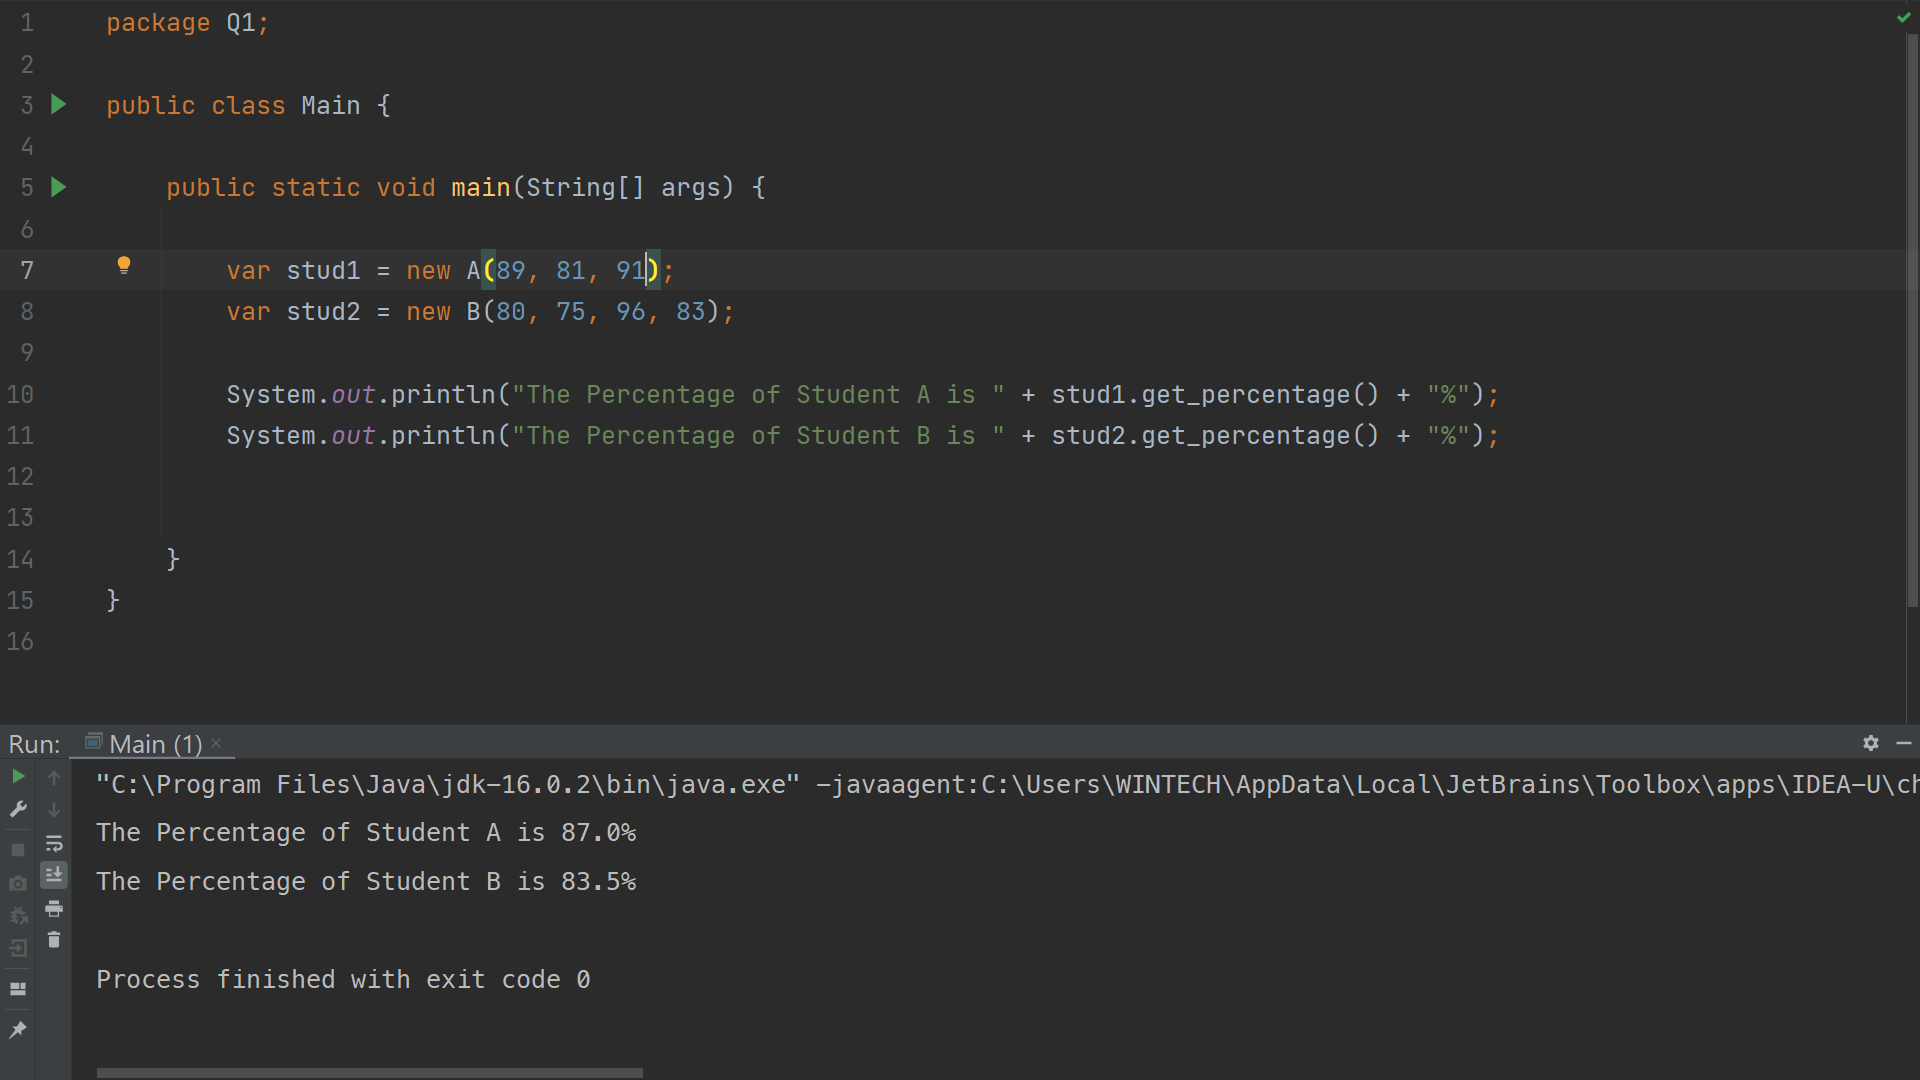 1 package Q1;
2
3 public class Main {
4
5 public static void main(String[] args) {
6
7 var stud1 = new A(89, 81, 91);
8 var stud2 = new B(80, 75, 96, 83);
9
10 System.out.println("The Percentage of Student A is " + stud1.get_percentage() + "%");
11 System.out.println("The Percentage of Student B is " + stud2.get_percentage() + "%");
12
13
14 }
15 }
16
Run: Main (1)
"C:\Program Files\Java\jdk-16.0.2\bin\java.exe" -javaagent:C:\Users\WINTECH\AppData\Local\JetBrains\Toolbox\apps\IDEA-U\ch
The Percentage of Student A is 87.0%
The Percentage of Student B is 83.5%
Process finished with exit code 0